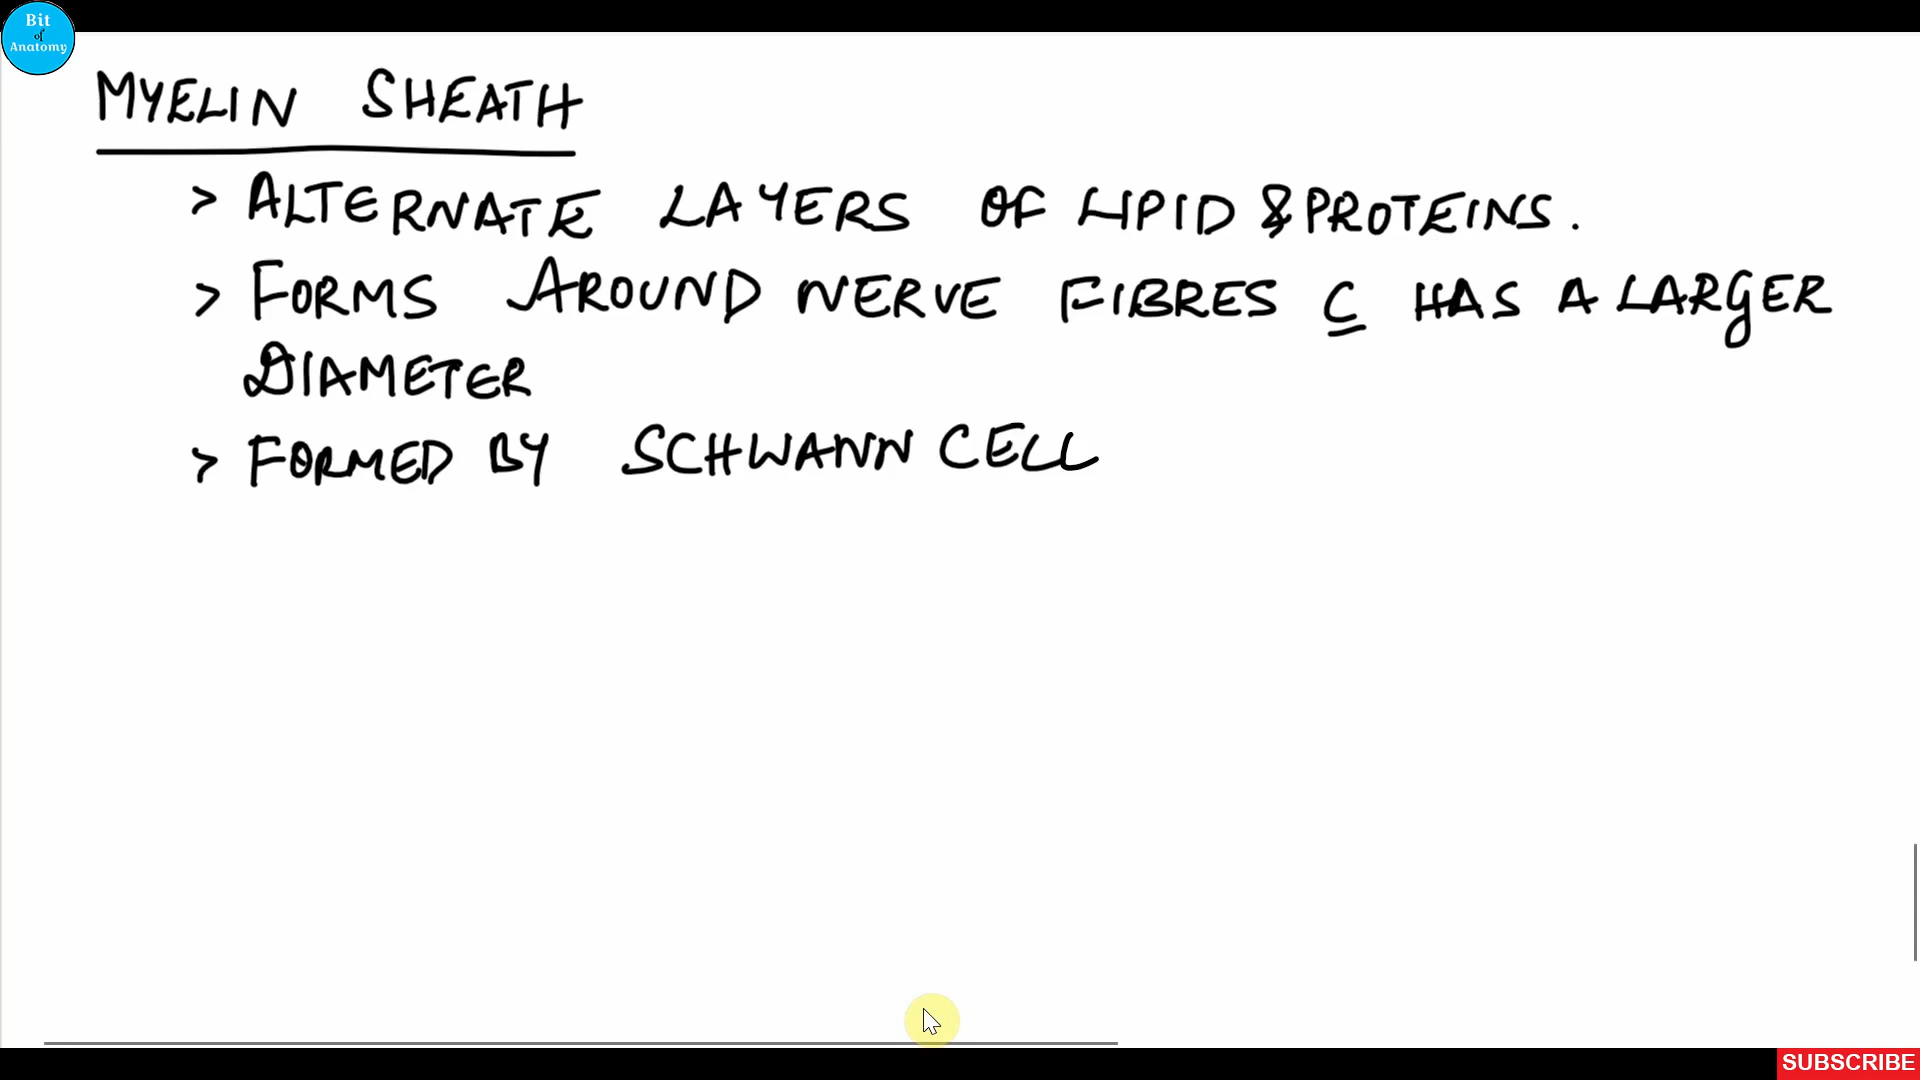 Bit
of
Anatomy
MYELIN SHEATH
> ALTERNATE LAYERS OF LIPID & PROTEINS.
> FORMS AROUND NERVE FIBRES C HAS A LARGER
DIAMETER
> FORMED BY SCHWANN CELL
SUBSCRIBE